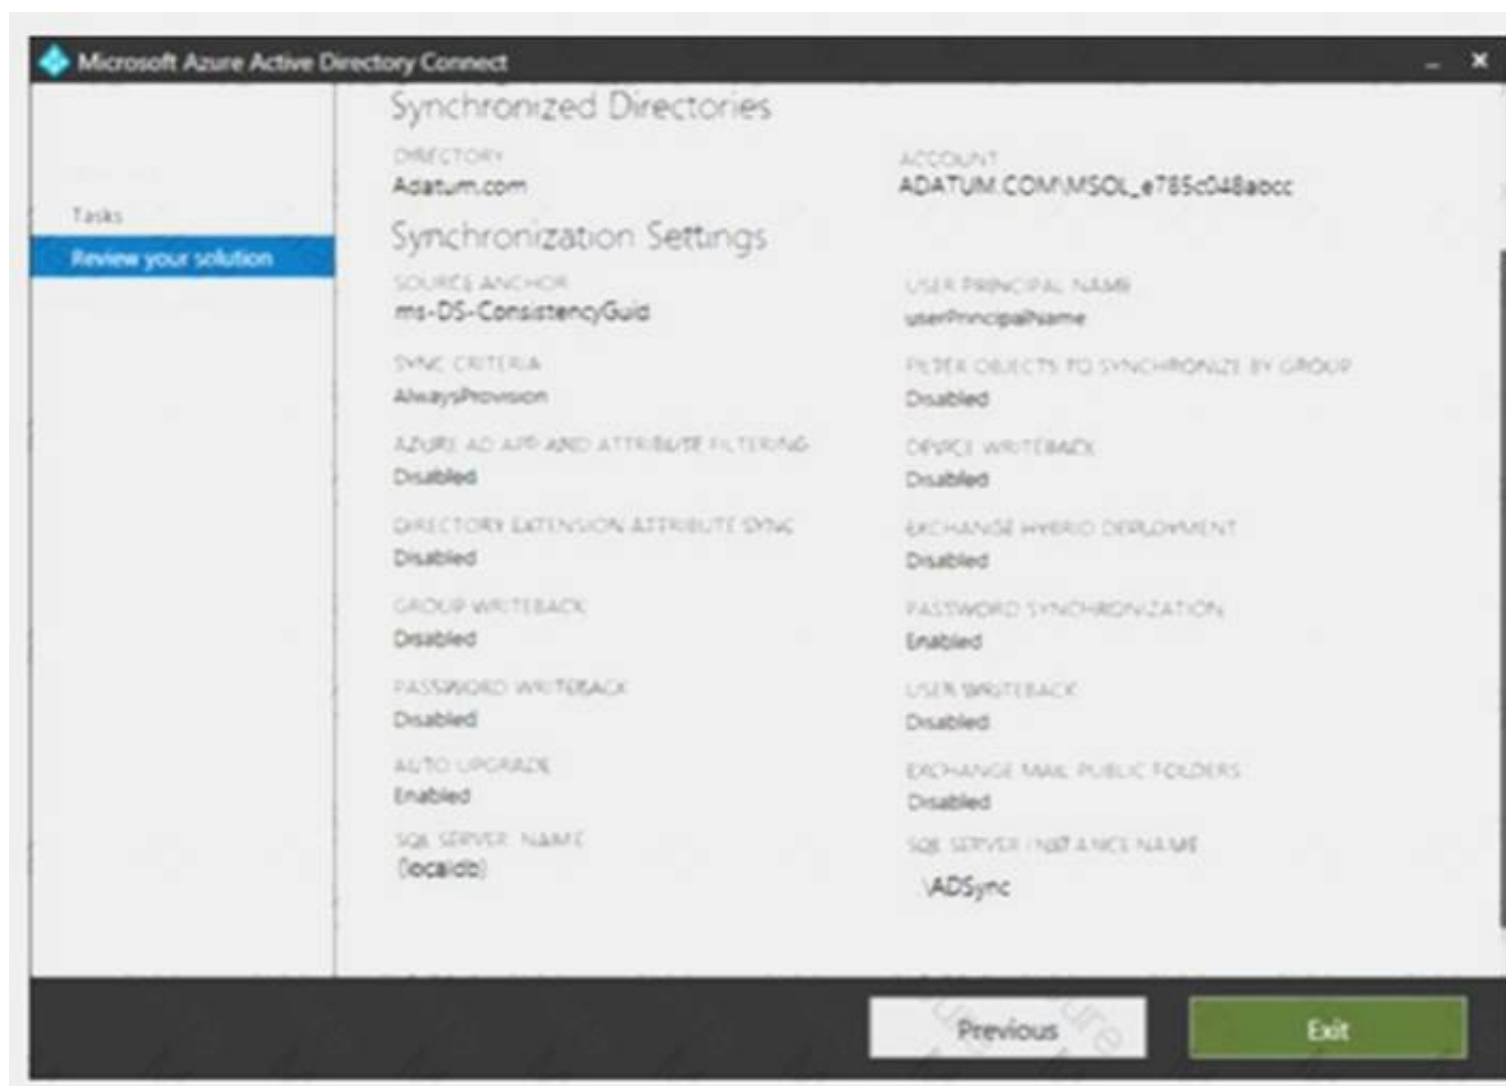 Microsoft Azure Active Directory Connect
Synchronized Directories
DIRECTORY
ACCOUNT
Adatum.com
ADATUM.COM\MSOL_e785c048abcc
Tasks
Review your solution
Synchronization Settings
SOURCE ANCHOR
USER PRINCIPAL NAME
ms-DS-ConsistencyGuid
userPrincipalName
SYNC CRITERIA
FILTER OBJECTS TO SYNCHRONIZE BY GROUP
AlwaysProvision
Disabled
AZURE AD APP AND ATTRIBUTE FILTERING
DEVICE WRITEBACK
Disabled
Disabled
DIRECTORY EXTENSION ATTRIBUTE SYNC
EXCHANGE HYBRID DEPLOYMENT
Disabled
Disabled
GROUP WRITEBACK
PASSWORD SYNCHRONIZATION
Disabled
Enabled
PASSWORD WRITEBACK
USER WRITEBACK
Disabled
Disabled
AUTO UPGRADE
EXCHANGE MAIL PUBLIC FOLDERS
Enabled
Disabled
SQL SERVER NAME
SQL SERVER INSTANCE NAME
(localdb)
.\ADSync
Previous
Exit